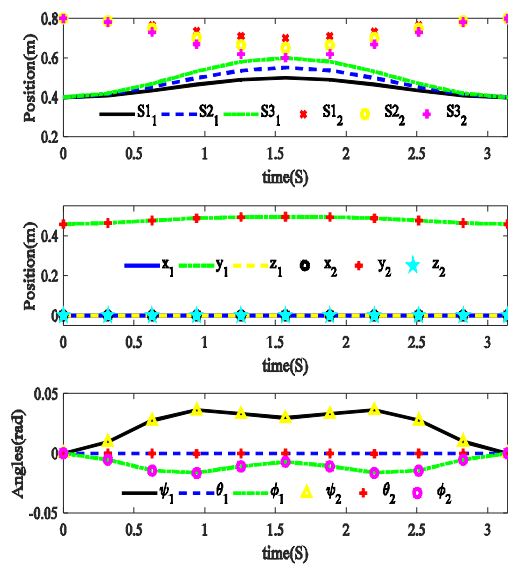 0.8
0.6
0.4
0.2
Position(m)
S1₁ S2₁ S3₁ S1₂ S2₂ S3₂
0 0.5 1 1.5 2 2.5 3
time(S)
0.4
0.2
0
Position(m)
x₁ y₁ z₁ x₂ y₂ z₂
0 0.5 1 1.5 2 2.5 3
time(S)
0.05
0
-0.05
Angles(rad)
ψ₁ θ₁ ϕ₁ ψ₂ θ₂ ϕ₂
0 0.5 1 1.5 2 2.5 3
time(S)